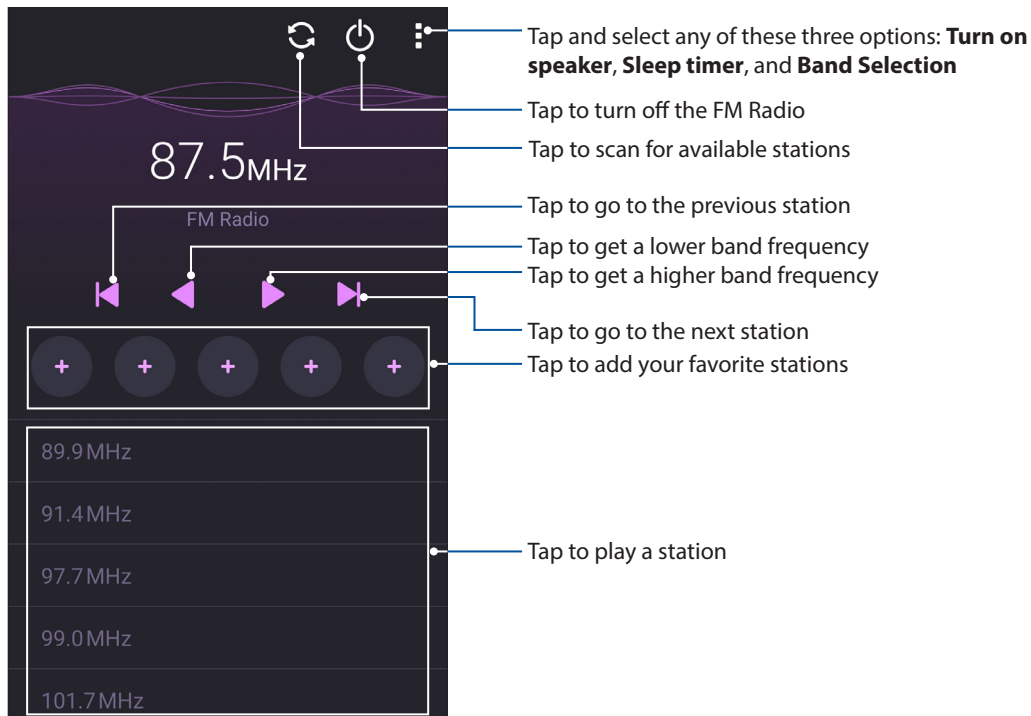 Tap and select any of these three options: Turn on
speaker, Sleep timer, and Band Selection
Tap to turn off the FM Radio
Tap to scan for available stations
87.5MHz
FM Radio
Tap to go to the previous station
Tap to get a lower band frequency
Tap to get a higher band frequency
Tap to go to the next station
Tap to add your favorite stations
+ + + + +
89.9MHz
91.4MHz
Tap to play a station
97.7MHz
99.0MHz
101.7MHz